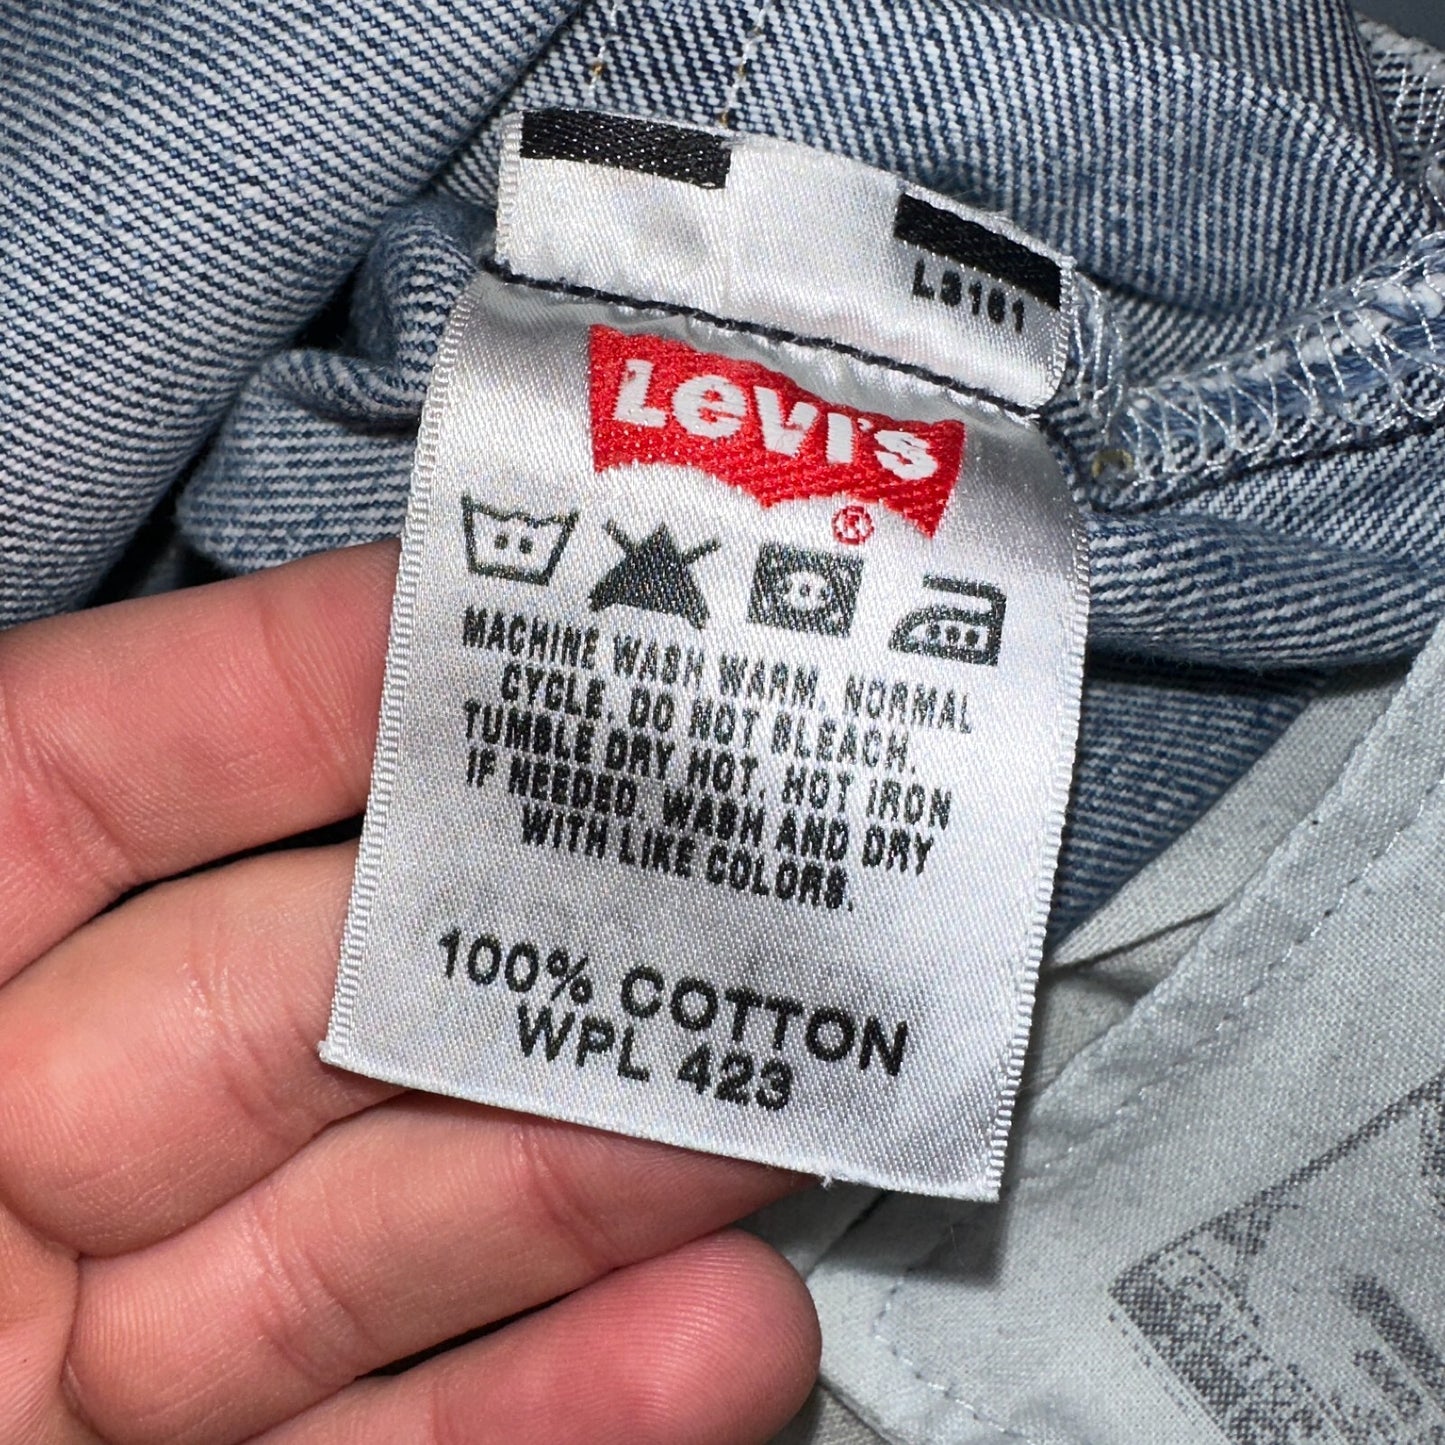 L8161
Levi's
®
MACHINE WASH WARM, NORMAL
CYCLE. DO NOT BLEACH.
TUMBLE DRY HOT. HOT IRON
IF NEEDED. WASH AND DRY
WITH LIKE COLORS.
100% COTTON
WPL 423